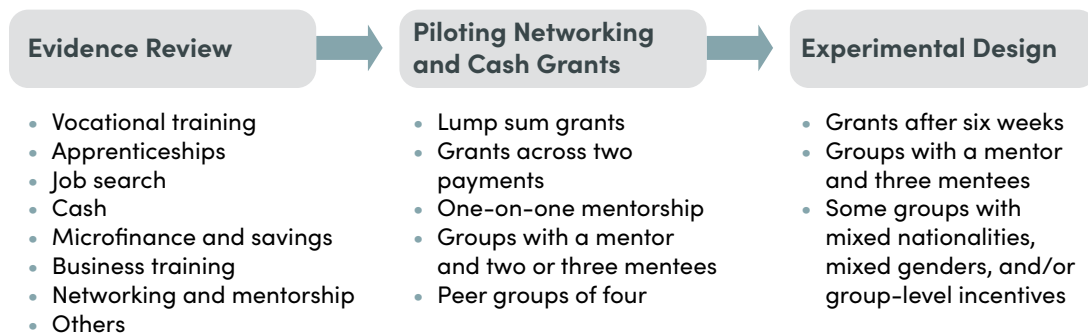 Evidence Review
• Vocational training
• Apprenticeships
• Job search
• Cash
• Microfinance and savings
• Business training
• Networking and mentorship
• Others
Piloting Networking
and Cash Grants
• Lump sum grants
• Grants across two
payments
• One-on-one mentorship
• Groups with a mentor
and two or three mentees
• Peer groups of four
Experimental Design
• Grants after six weeks
• Groups with a mentor
and three mentees
• Some groups with
mixed nationalities,
mixed genders, and/or
group-level incentives